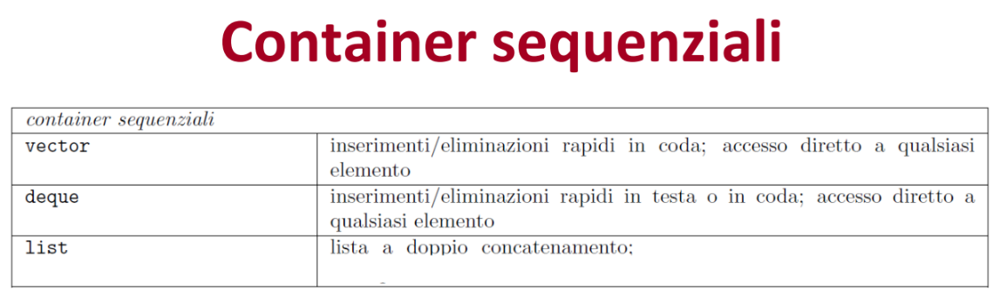 Container sequenziali
container sequenziali
vector
inserimenti/eliminazioni rapidi in coda; accesso diretto a qualsiasi
elemento
deque
inserimenti/eliminazioni rapidi in testa o in coda; accesso diretto a
qualsiasi elemento
list
lista a doppio concatenamento;